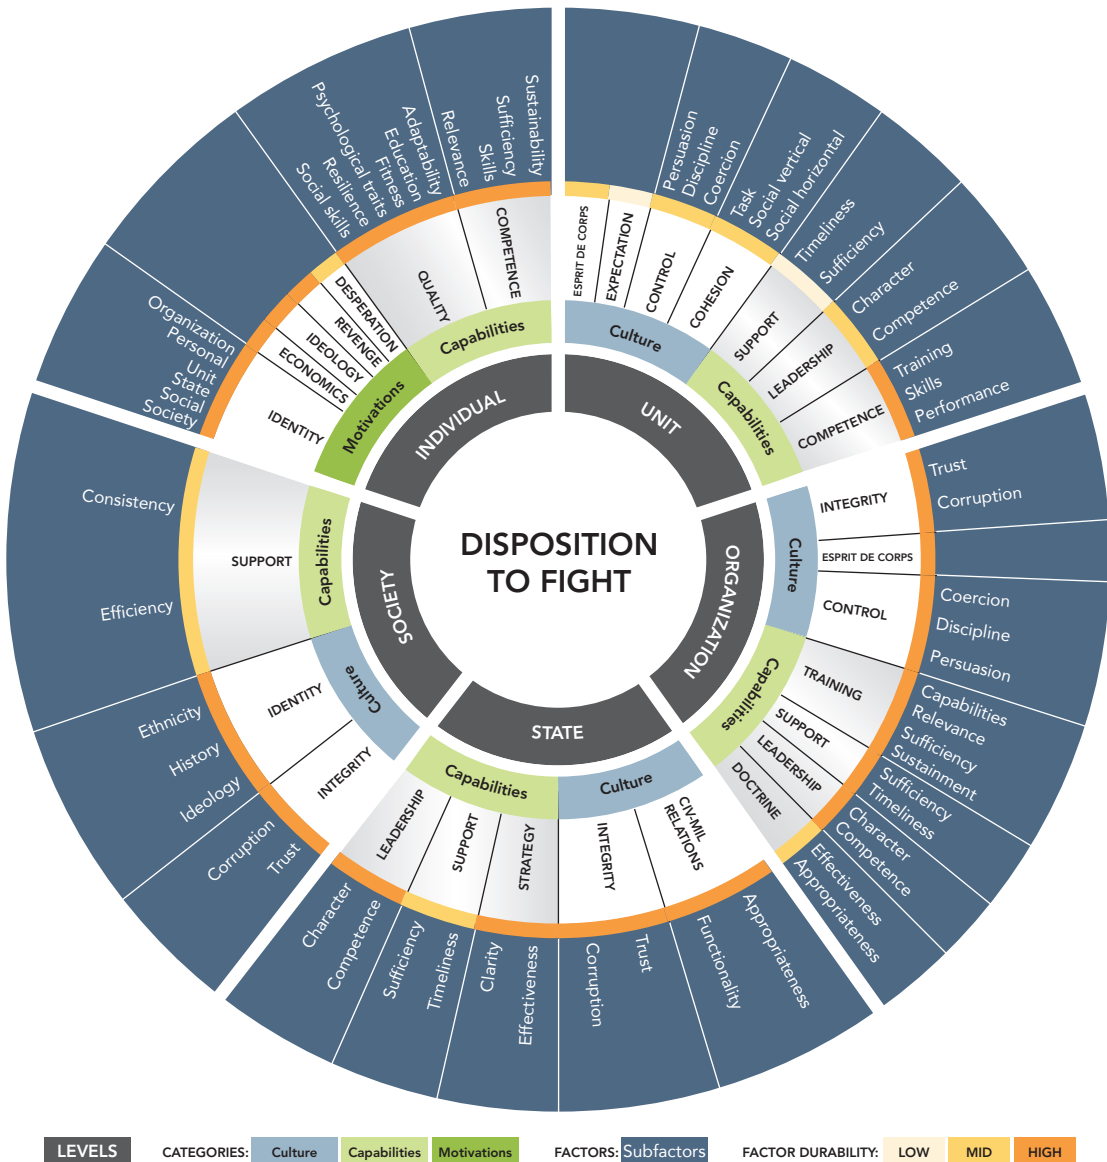 DISPOSITION
TO FIGHT
UNIT
Culture
ESPRIT DE CORPS
EXPECTATION
CONTROL
Persuasion
Discipline
Coercion
COHESION
Task
Social vertical
Social horizontal
Capabilities
SUPPORT
Timeliness
Sufficiency
LEADERSHIP
Character
Competence
COMPETENCE
Training
Skills
Performance
ORGANIZATION
Culture
INTEGRITY
Trust
Corruption
ESPRIT DE CORPS
CONTROL
Coercion
Discipline
Persuasion
Capabilities
TRAINING
Capabilities
Relevance
Sufficiency
Sustainment
SUPPORT
Sufficiency
Timeliness
LEADERSHIP
Character
Competence
DOCTRINE
Effectiveness
Appropriateness
STATE
Culture
CIV-MIL
RELATIONS
Appropriateness
Functionality
INTEGRITY
Trust
Corruption
Capabilities
STRATEGY
Effectiveness
Clarity
SUPPORT
Timeliness
Sufficiency
LEADERSHIP
Competence
Character
SOCIETY
Culture
INTEGRITY
Trust
Corruption
IDENTITY
Ideology
History
Ethnicity
Capabilities
SUPPORT
Efficiency
Consistency
INDIVIDUAL
Motivations
IDENTITY
Society
Social
State
Unit
Personal
Organization
ECONOMICS
IDEOLOGY
REVENGE
DESPERATION
Capabilities
QUALITY
Social skills
Resilience
Psychological traits
Fitness
Education
Adaptability
COMPETENCE
Relevance
Skills
Sufficiency
Sustainability
LEVELS CATEGORIES: Culture Capabilities Motivations FACTORS: Subfactors FACTOR DURABILITY: LOW MID HIGH